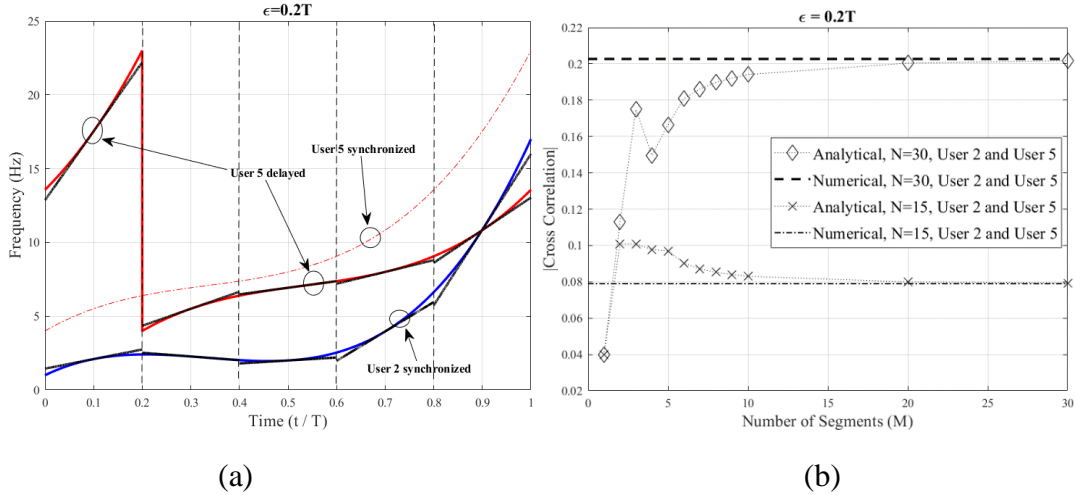 ϵ=0.2T
25
20
15
10
5
0
Frequency (Hz)
User 5 synchronized
User 5 delayed
User 2 synchronized
0 0.1 0.2 0.3 0.4 0.5 0.6 0.7 0.8 0.9 1
Time (t / T)
(a)
ϵ = 0.2T
0.2
0.18
0.16
0.14
0.12
0.1
0.08
0.06
0.04
0.02
|Cross Correlation|
Analytical, N=30, User 2 and User 5
Numerical, N=30, User 2 and User 5
Analytical, N=15, User 2 and User 5
Numerical, N=15, User 2 and User 5
0 5 10 15 20 25 30
Number of Segments (M)
(b)